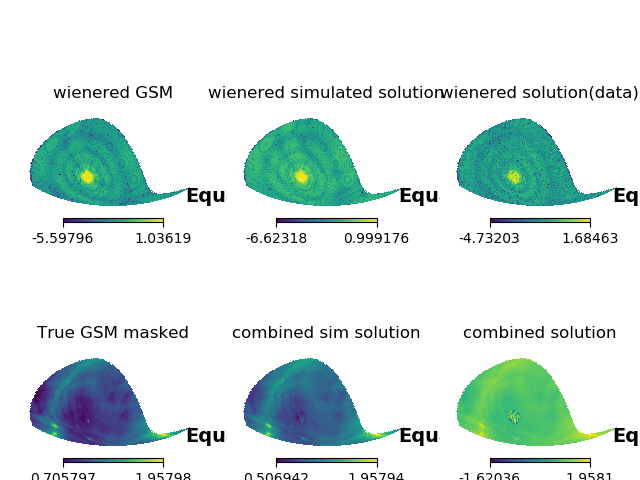 wienered GSM
wienered simulated solution
wienered solution(data)
Equ
Equ
Eq
-5.59796 1.03619
-6.62318 0.999176
-4.73203 1.68463
True GSM masked
combined sim solution
combined solution
Equ
Equ
Eq
0.705797 1.95798
0.506942 1.95794
-1.62036 1.9581